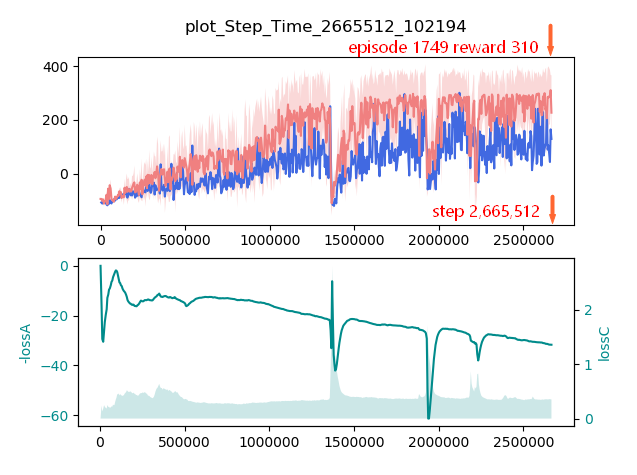 plot_Step_Time_2665512_102194
episode 1749 reward 310
400
200
0
step 2,665,512
0 500000 1000000 1500000 2000000 2500000
0
−20
−40
−60
-lossA
2
1
0
lossC
0 500000 1000000 1500000 2000000 2500000